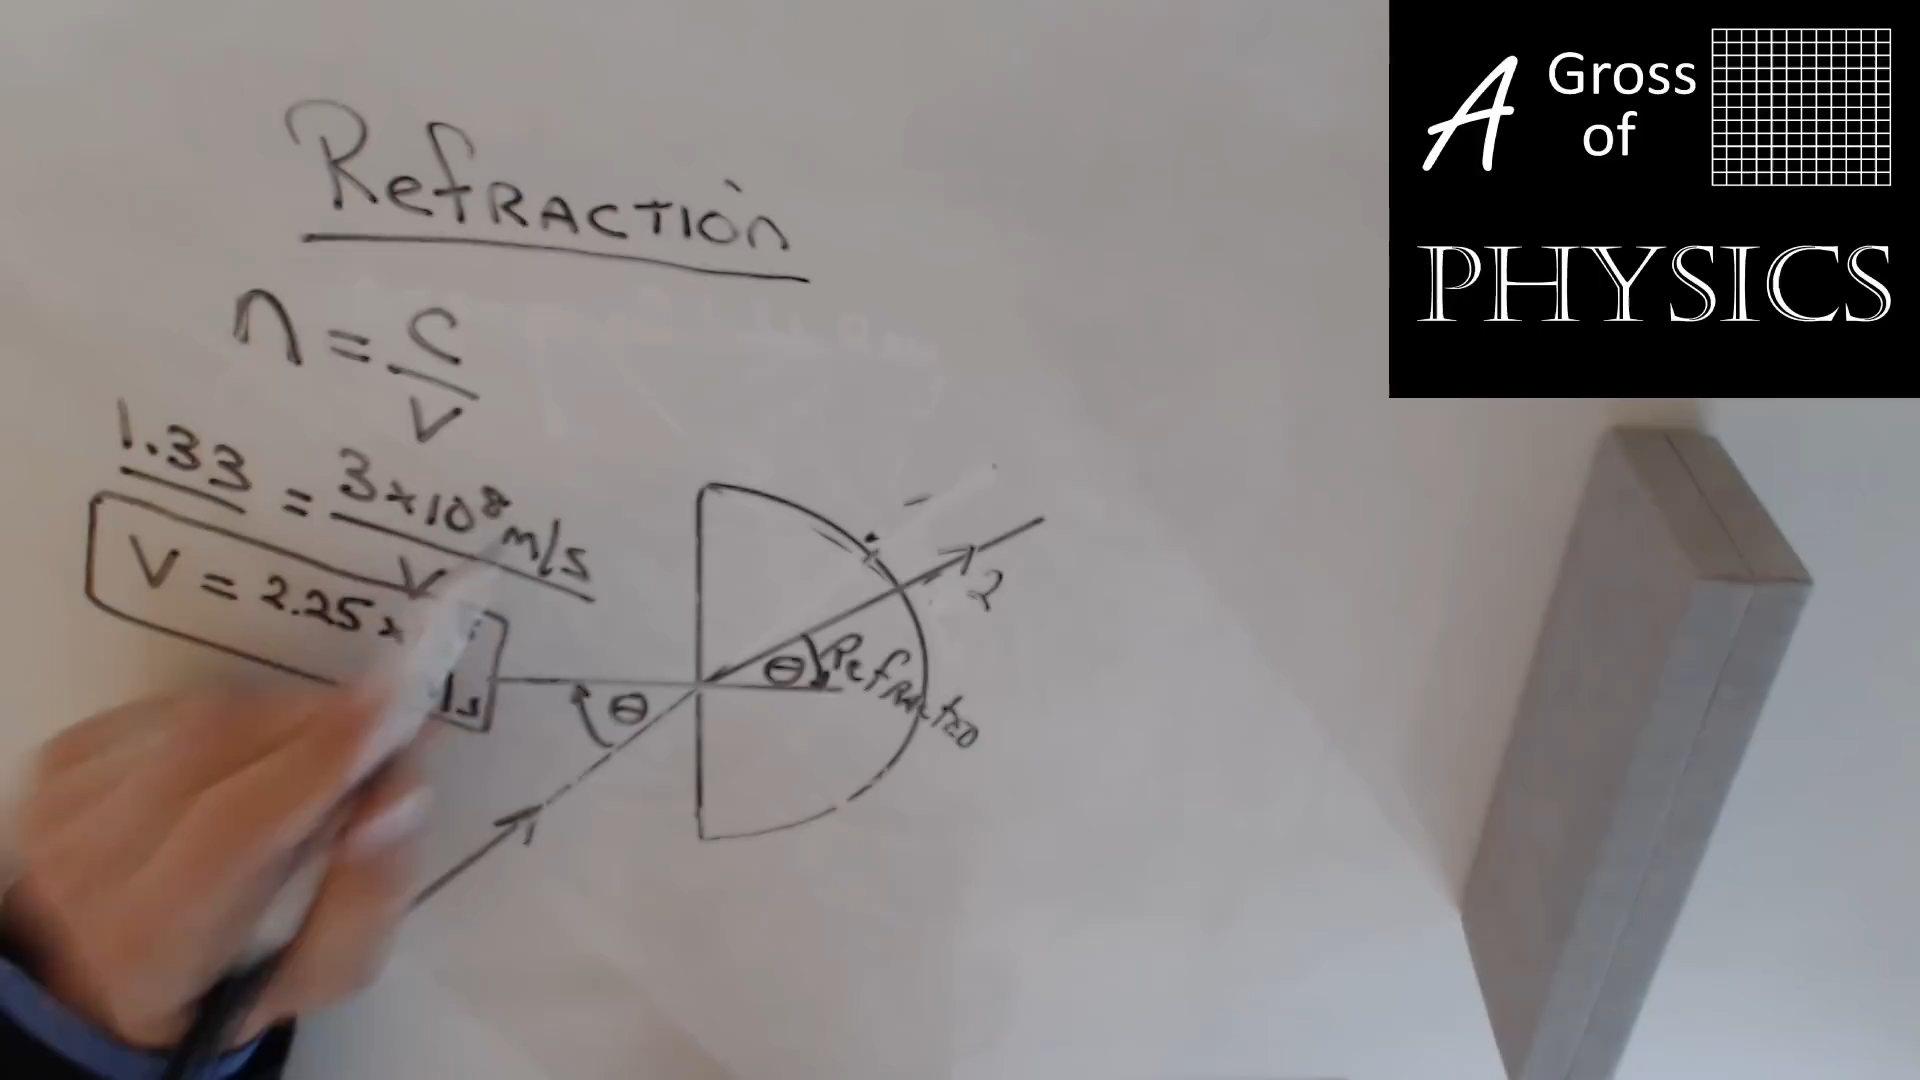 Refraction
n = c/v
1.33 = 3×10⁸ m/s / v
v = 2.25×
θ
1
θ
Refracted
2
A Gross of
PHYSICS